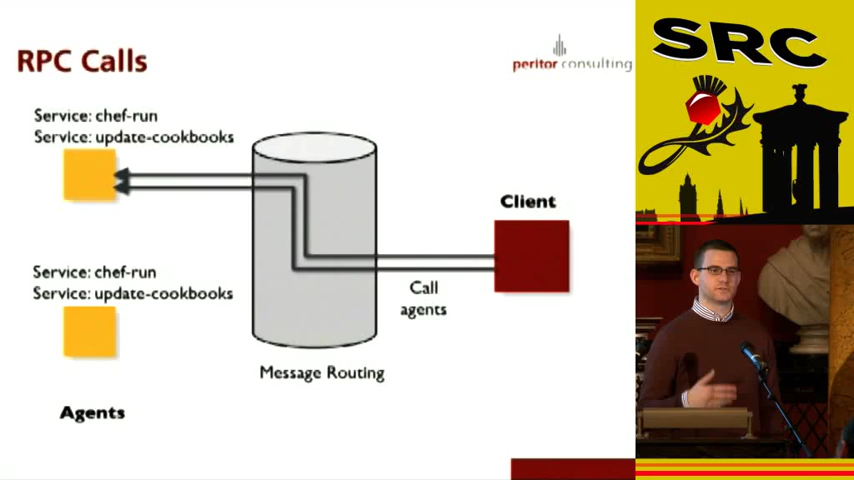 RPC Calls
peritor consulting
Service: chef-run
Service: update-cookbooks
Client
Service: chef-run
Service: update-cookbooks
Call
agents
Message Routing
Agents
SRC